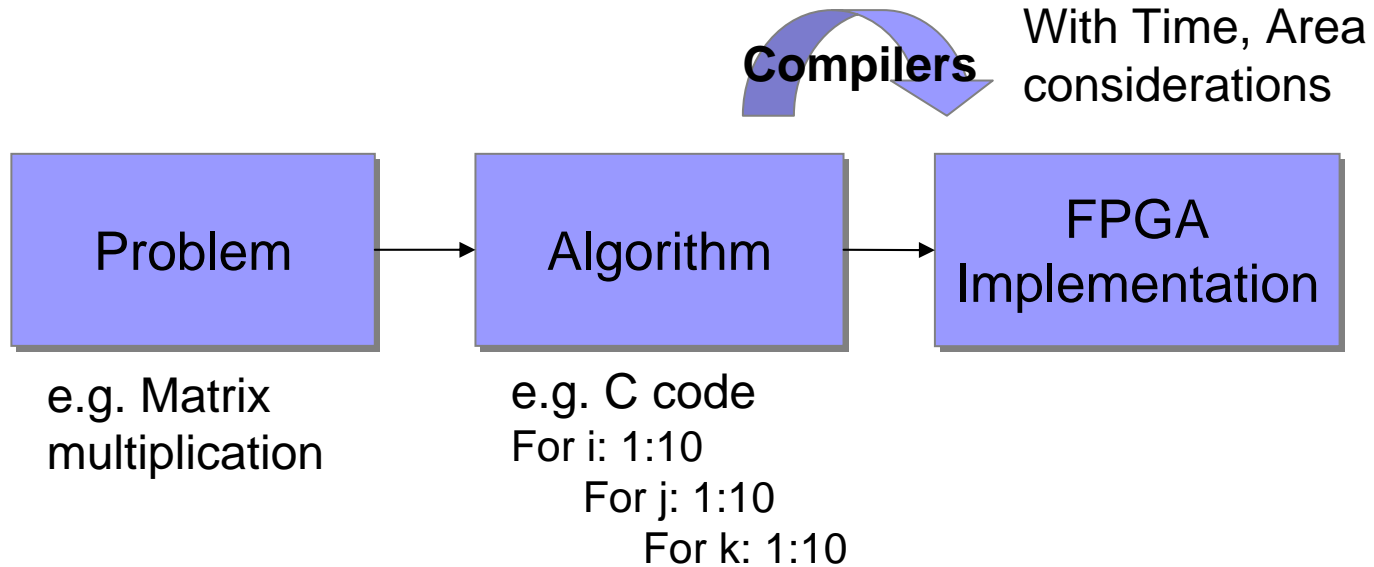 Compilers
With Time, Area
considerations
Problem
Algorithm
FPGA
Implementation
e.g. Matrix
multiplication
e.g. C code
For i: 1:10
For j: 1:10
For k: 1:10